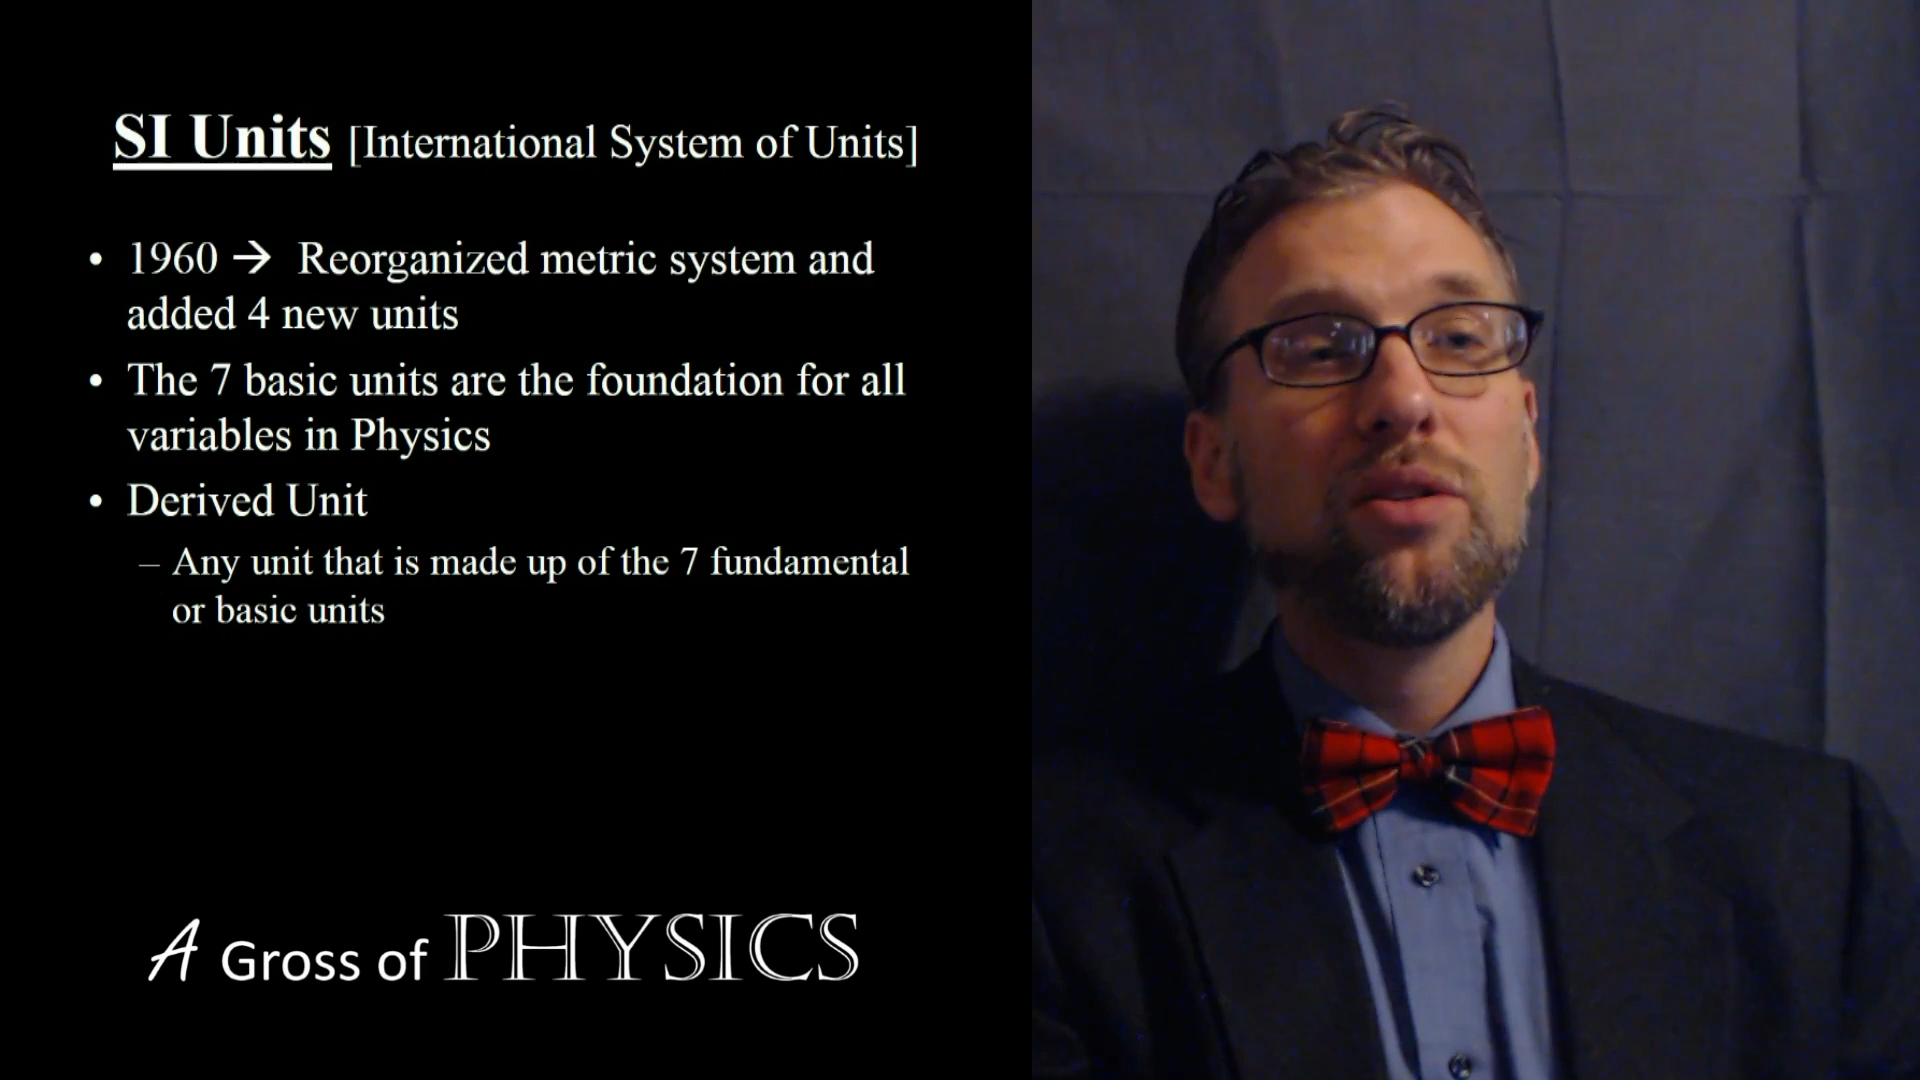 SI Units [International System of Units]
• 1960 → Reorganized metric system and
added 4 new units
• The 7 basic units are the foundation for all
variables in Physics
• Derived Unit
– Any unit that is made up of the 7 fundamental
or basic units
A Gross of PHYSICS